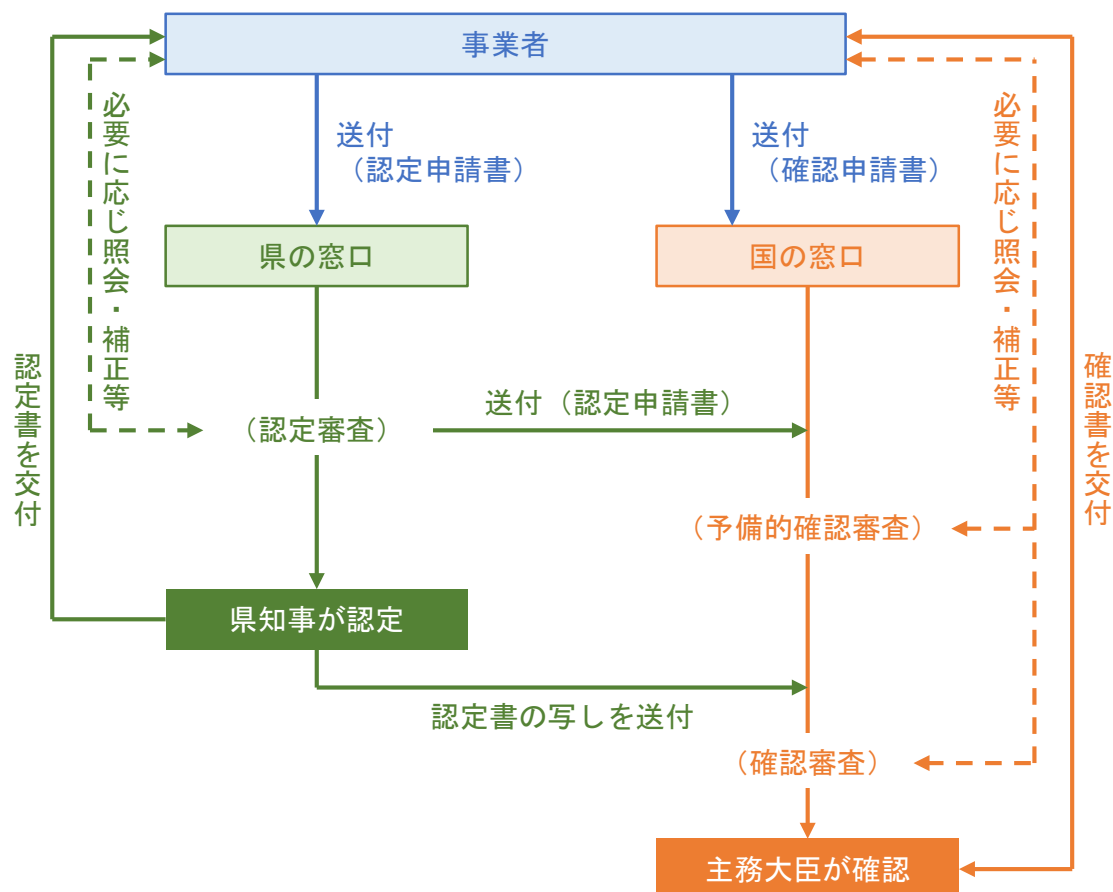 事業者
送付
（認定申請書）
送付
（確認申請書）
必要に応じ照会・補正等
必要に応じ照会・補正等
県の窓口
国の窓口
認定書を交付
確認書を交付
送付（認定申請書）
（認定審査）
（予備的確認審査）
県知事が認定
認定書の写しを送付
（確認審査）
主務大臣が確認